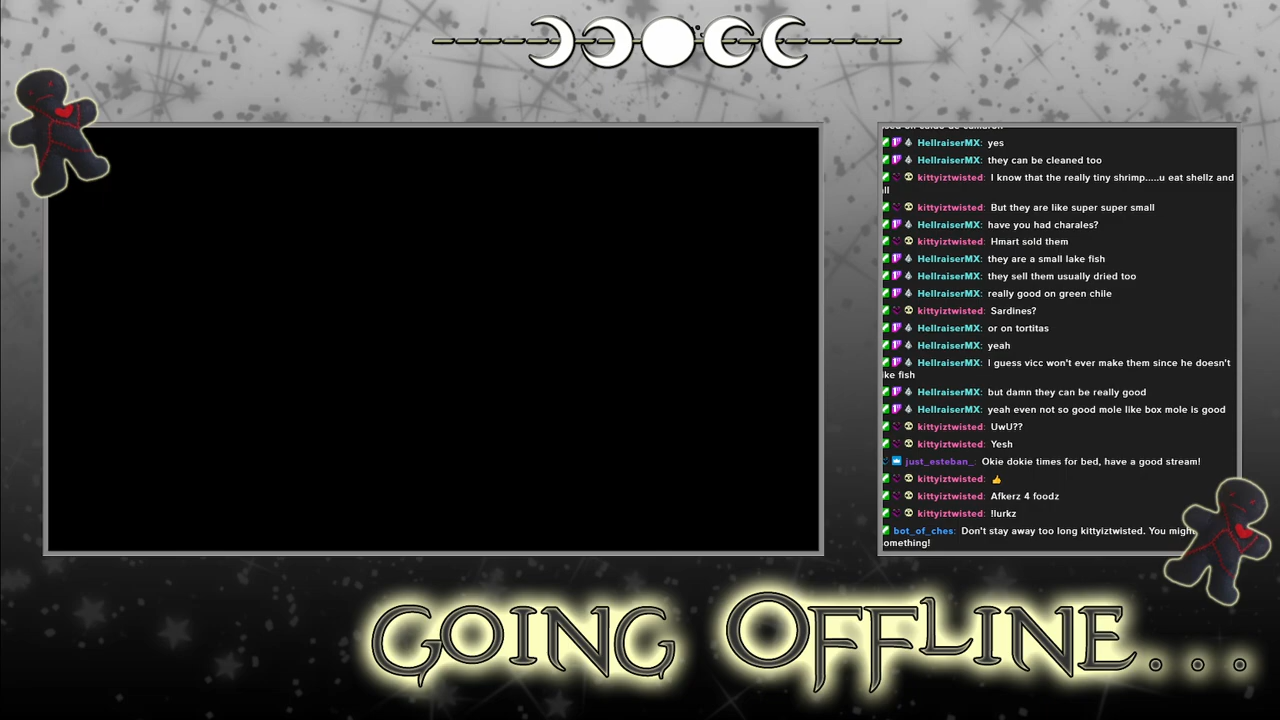 HellraiserMX: yes
HellraiserMX: they can be cleaned too
kittyiztwisted: I know that the really tiny shrimp.....u eat shellz and
ll
kittyiztwisted: But they are like super super small
HellraiserMX: have you had charales?
kittyiztwisted: Hmart sold them
HellraiserMX: they are a small lake fish
HellraiserMX: they sell them usually dried too
HellraiserMX: really good on green chile
kittyiztwisted: Sardines?
HellraiserMX: or on tortitas
HellraiserMX: yeah
HellraiserMX: I guess vicc won't ever make them since he doesn't
ke fish
HellraiserMX: but damn they can be really good
HellraiserMX: yeah even not so good mole like box mole is good
kittyiztwisted: UwU??
kittyiztwisted: Yesh
just_esteban_: Okie dokie times for bed, have a good stream!
kittyiztwisted: 👍
kittyiztwisted: Afkerz 4 foodz
kittyiztwisted: !lurkz
bot_of_ches: Don't stay away too long kittyiztwisted. You migh
omething!
Going Offline...